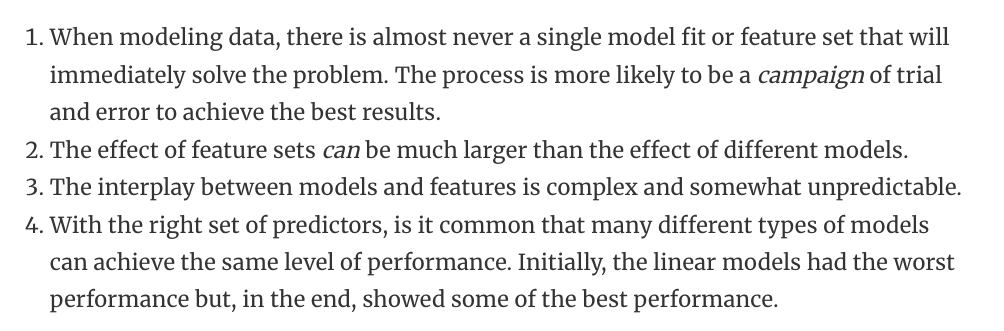 1. When modeling data, there is almost never a single model fit or feature set that will
immediately solve the problem. The process is more likely to be a campaign of trial
and error to achieve the best results.
2. The effect of feature sets can be much larger than the effect of different models.
3. The interplay between models and features is complex and somewhat unpredictable.
4. With the right set of predictors, is it common that many different types of models
can achieve the same level of performance. Initially, the linear models had the worst
performance but, in the end, showed some of the best performance.